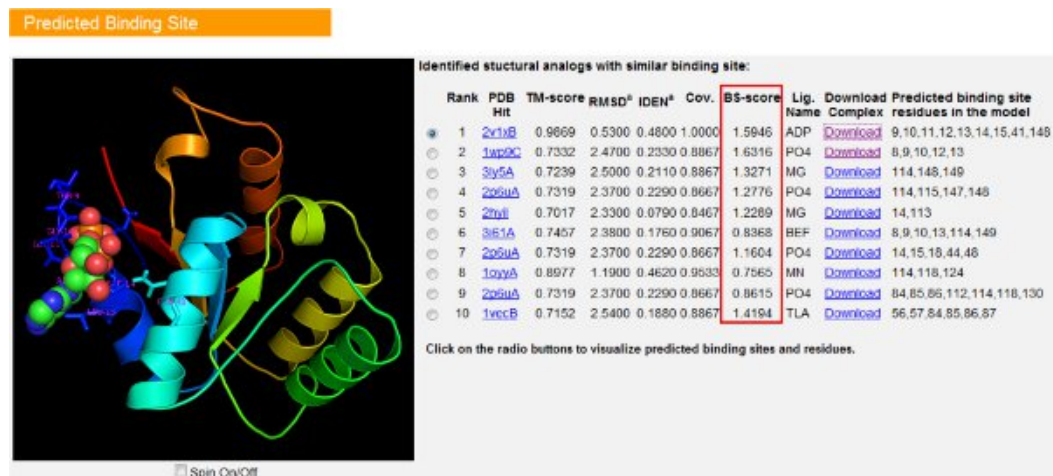 Predicted Binding Site
Identified stuctural analogs with similar binding site:
Rank PDB Hit TM-score RMSDª IDENª Cov. BS-score Lig. Name Download Complex Predicted binding site residues in the model
1 2v1xB 0.9869 0.5300 0.4800 1.0000 1.5946 ADP Download 9,10,11,12,13,14,15,41,148
2 1wp9C 0.7332 2.4700 0.2330 0.8867 1.6316 PO4 Download 8,9,10,12,13
3 3iy5A 0.7239 2.5000 0.2110 0.8867 1.3271 MG Download 114,148,149
4 2p6uA 0.7319 2.3700 0.2290 0.8667 1.2776 PO4 Download 114,115,147,148
5 2hyii 0.7017 2.3300 0.0790 0.8467 1.2289 MG Download 14,113
6 3i61A 0.7457 2.3800 0.1760 0.9067 0.8368 BEF Download 8,9,10,13,114,149
7 2p6uA 0.7319 2.3700 0.2290 0.8667 1.1604 PO4 Download 14,15,18,44,48
8 1oyyA 0.8977 1.1900 0.4620 0.9533 0.7565 MN Download 114,118,124
9 2p6uA 0.7319 2.3700 0.2290 0.8667 0.8615 PO4 Download 84,85,86,112,114,118,130
10 1vecB 0.7152 2.5400 0.1880 0.8867 1.4194 TLA Download 56,57,84,85,86,87
Click on the radio buttons to visualize predicted binding sites and residues.
Spin On/Off